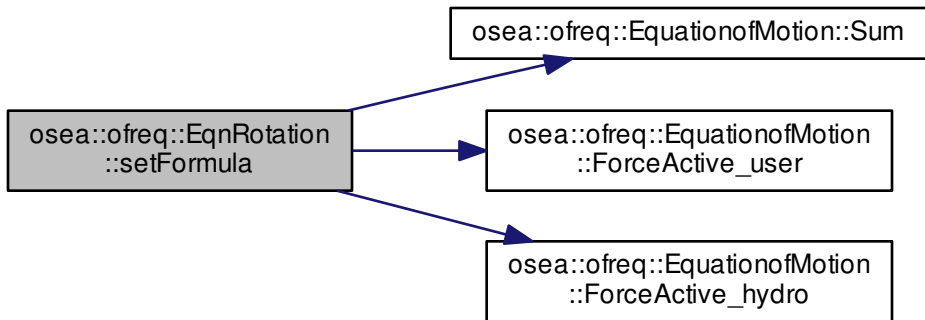 osea::ofreq::EquationofMotion::Sum
osea::ofreq::EqnRotation
::setFormula
osea::ofreq::EquationofMotion
::ForceActive_user
osea::ofreq::EquationofMotion
::ForceActive_hydro